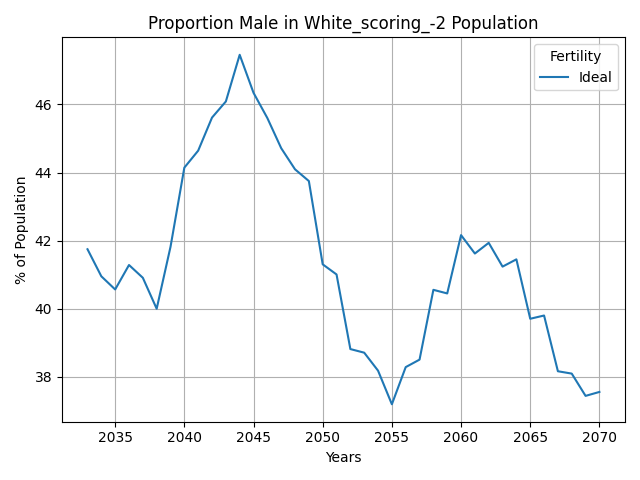 Proportion Male in White_scoring_-2 Population
Fertility
Ideal
% of Population
46
44
42
40
38
2035 2040 2045 2050 2055 2060 2065 2070
Years